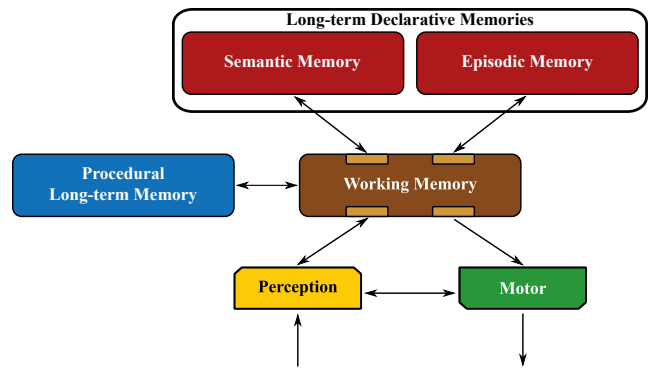 Long-term Declarative Memories
Semantic Memory
Episodic Memory
Procedural
Long-term Memory
Working Memory
Perception
Motor